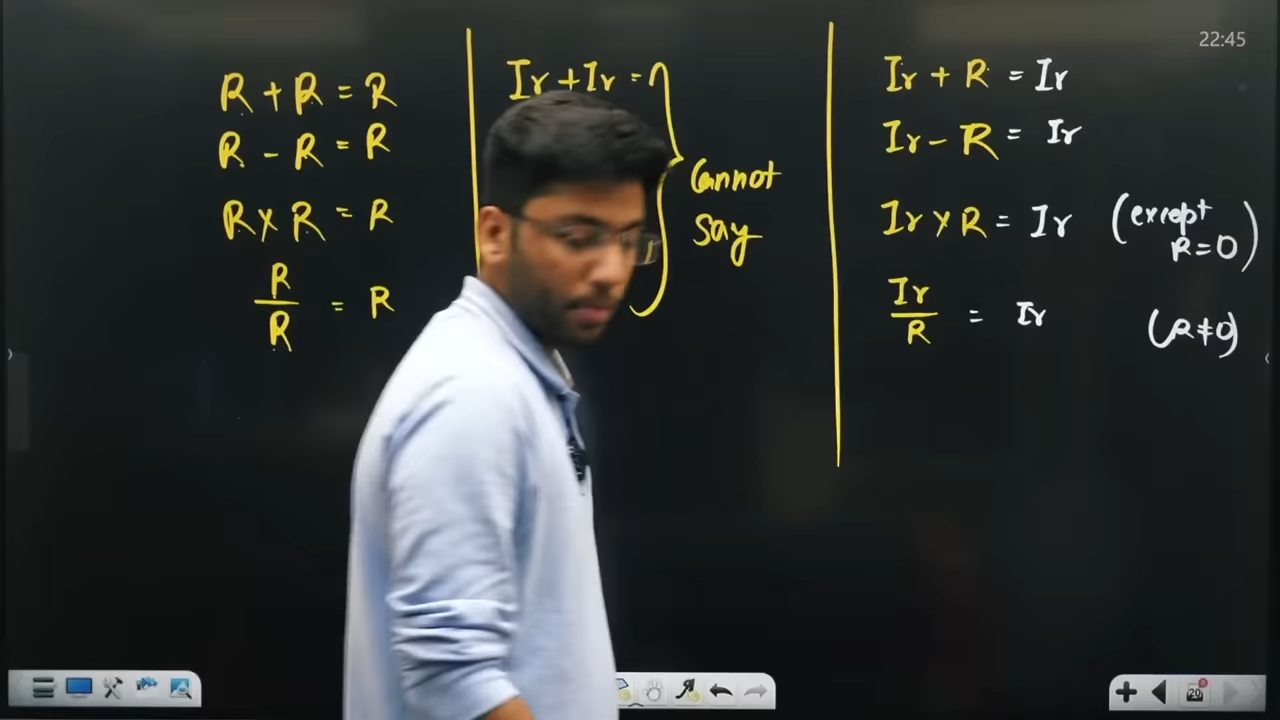 22:45
R + R = R
R - R = R
R × R = R
R/R = R
Ir + Ir =
Cannot
say
Ir + R = Ir
Ir - R = Ir
Ir × R = Ir (except R=0)
Ir/R = Ir (R≠0)
20